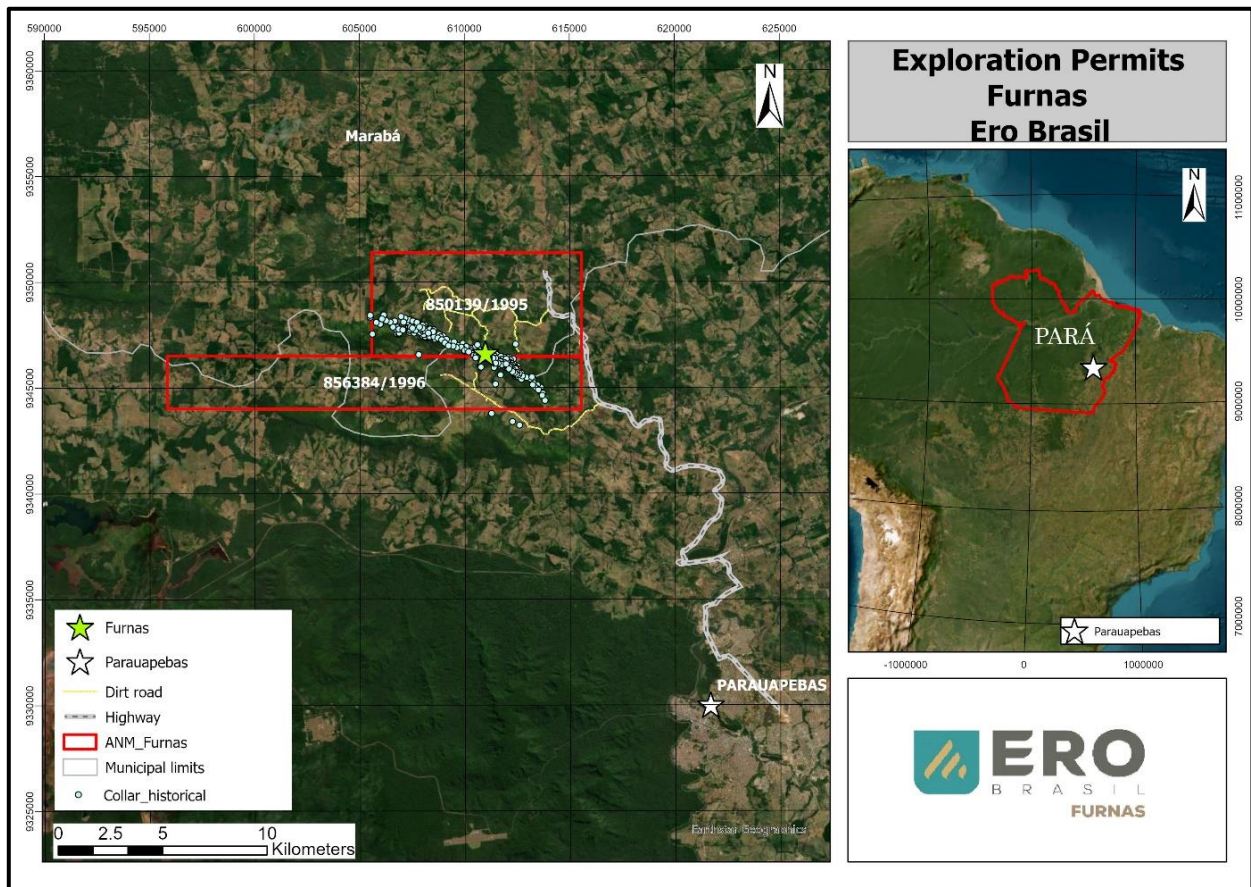 590000
595000
600000
605000
610000
615000
620000
625000
9360000
9355000
9350000
9345000
9340000
9335000
9330000
9325000
N
Marabá
850139/1995
856384/1996
PARAUAPEBAS
Earthstar Geographics
Furnas
Parauapebas
Dirt road
Highway
ANM_Furnas
Municipal limits
Collar_historical
0 2.5 5 10
Kilometers
Exploration Permits
Furnas
Ero Brasil
N
PARÁ
Parauapebas
11000000
10000000
9000000
8000000
7000000
-1000000
0
1000000
ERO
BRASIL
FURNAS